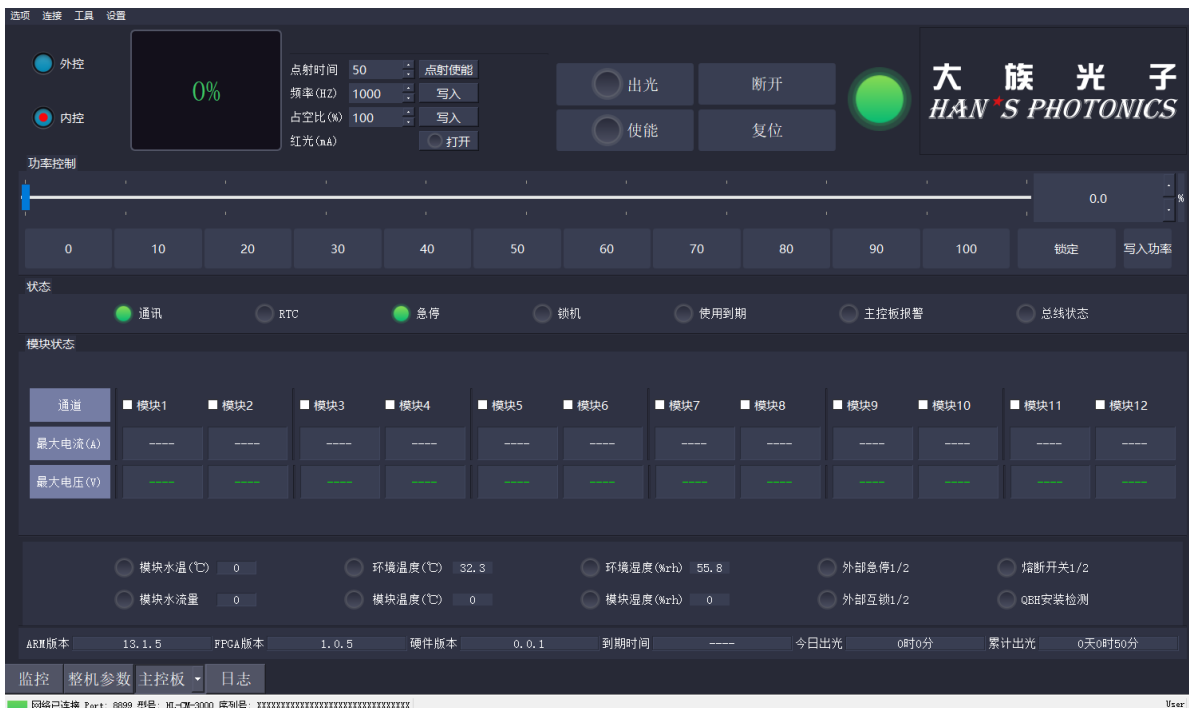 选项 连接 工具 设置
外控
内控
0%
点射时间 50 点射使能
频率(HZ) 1000 写入
占空比(%) 100 写入
红光(mA) 打开
出光 断开
使能 复位
大族光子
HAN★S PHOTONICS
功率控制
0.0 %
0 10 20 30 40 50 60 70 80 90 100 锁定 写入功率
状态
通讯 RTC 急停 锁机 使用到期 主控板报警 总线状态
模块状态
通道 模块1 模块2 模块3 模块4 模块5 模块6 模块7 模块8 模块9 模块10 模块11 模块12
最大电流(A) ---- ---- ---- ---- ---- ---- ---- ---- ---- ---- ---- ----
最大电压(V) ---- ---- ---- ---- ---- ---- ---- ---- ---- ---- ---- ----
模块水温(℃) 0 环境温度(℃) 32.3 环境湿度(%rh) 55.8 外部急停1/2 熔断开关1/2
模块水流量 0 模块温度(℃) 0 模块湿度(%rh) 0 外部互锁1/2 QBH安装检测
ARM版本 13.1.5 FPGA版本 1.0.5 硬件版本 0.0.1 到期时间 ---- 今日出光 0时0分 累计出光 0天0时50分
监控 整机参数 主控板 日志
网络已连接 Port: 8899 型号: HL-CM-3000 序列号: XXXXXXXXXXXXXXXXXXXXXXXXXXXXXXXX User